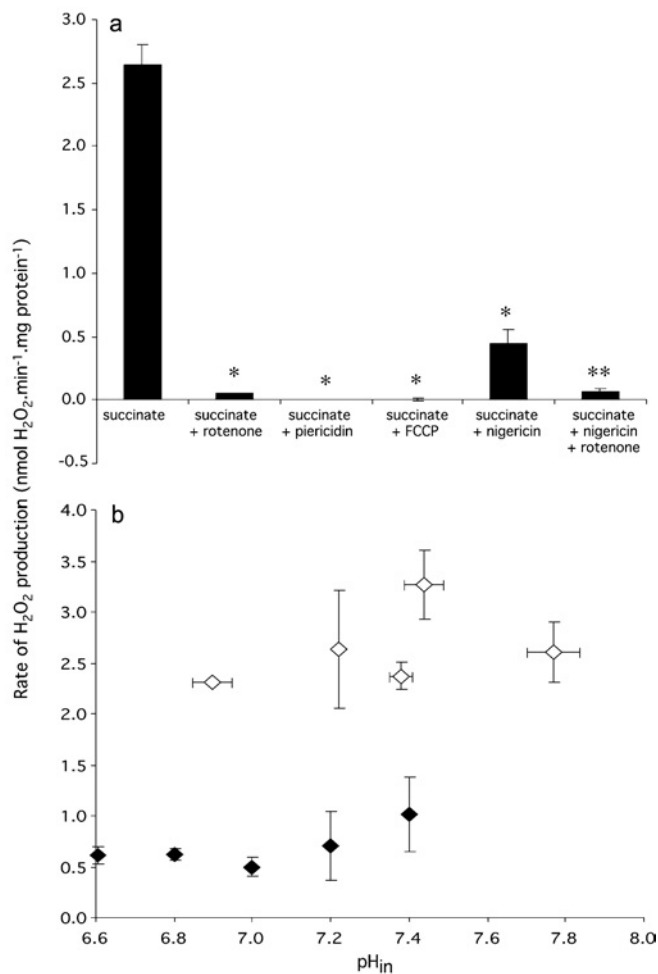 a
3.0
2.5
2.0
1.5
1.0
0.5
0.0
-0.5
* * * * **
succinate succinate succinate succinate succinate succinate
+ rotenone + piericidin + FCCP + nigericin + nigericin
+ rotenone
Rate of H₂O₂ production (nmol H₂O₂.min⁻¹.mg protein⁻¹)
b
4.0
3.5
3.0
2.5
2.0
1.5
1.0
0.5
0.0
6.6 6.8 7.0 7.2 7.4 7.6 7.8 8.0
pHin